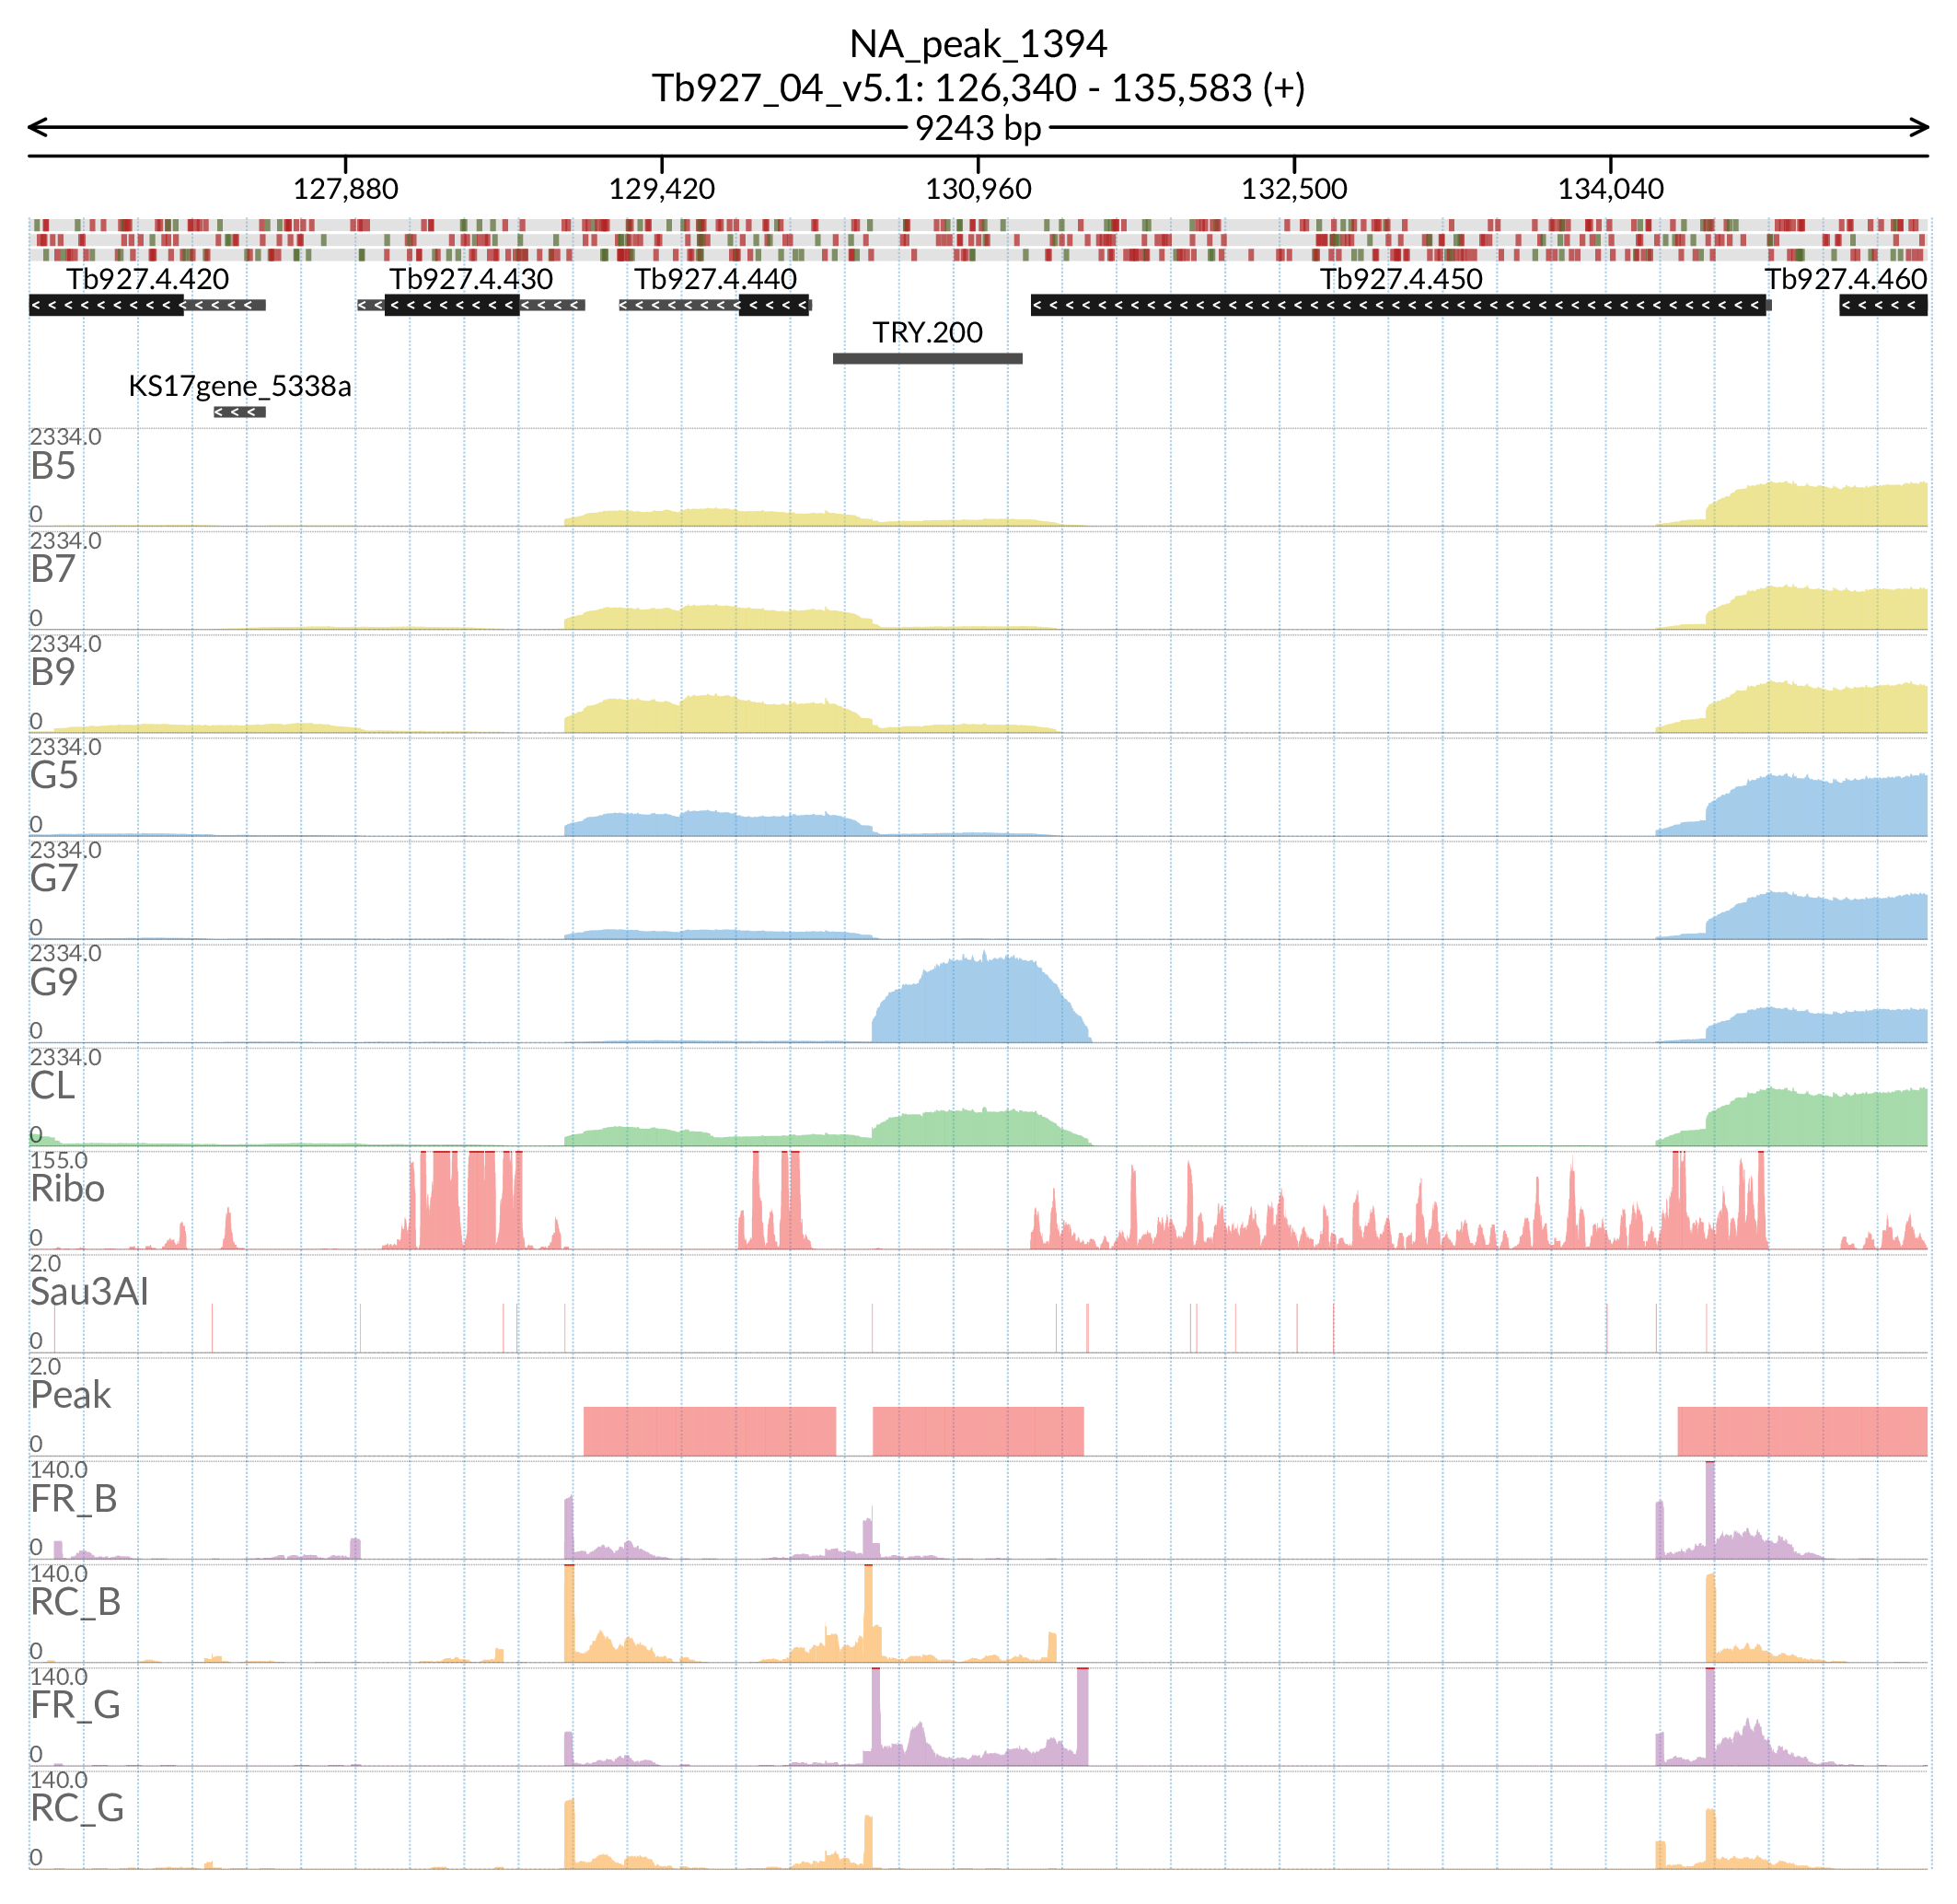 NA_peak_1394
Tb927_04_v5.1: 126,340 - 135,583 (+)
9243 bp
127,880 129,420 130,960 132,500 134,040
Tb927.4.420 Tb927.4.430 Tb927.4.440 Tb927.4.450 Tb927.4.460
TRY.200
KS17gene_5338a
2334.0
B5
0
2334.0
B7
0
2334.0
B9
0
2334.0
G5
0
2334.0
G7
0
2334.0
G9
0
2334.0
CL
0
155.0
Ribo
0
2.0
Sau3AI
0
2.0
Peak
0
140.0
FR_B
0
140.0
RC_B
0
140.0
FR_G
0
140.0
RC_G
0